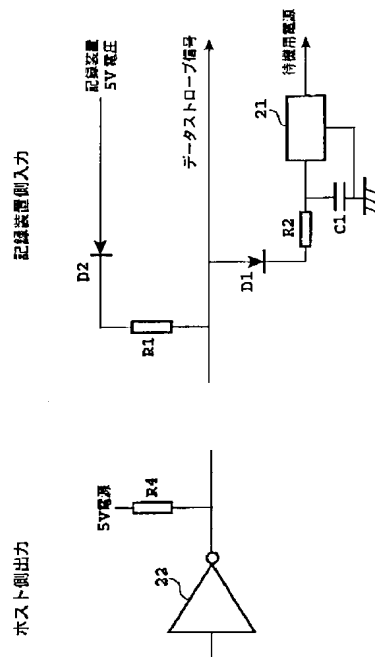 ホスト側出力
5V電源
R4
22
記録装置側入力
記録装置
5V 電圧
D2
R1
データストローブ信号
D1
R2
C1
21
待機用電源